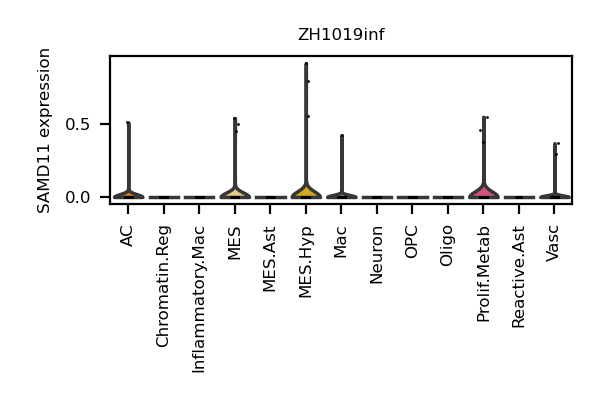 ZH1019inf
SAMD11 expression
0.5
0.0
AC
Chromatin.Reg
Inflammatory.Mac
MES
MES.Ast
MES.Hyp
Mac
Neuron
OPC
Oligo
Prolif.Metab
Reactive.Ast
Vasc